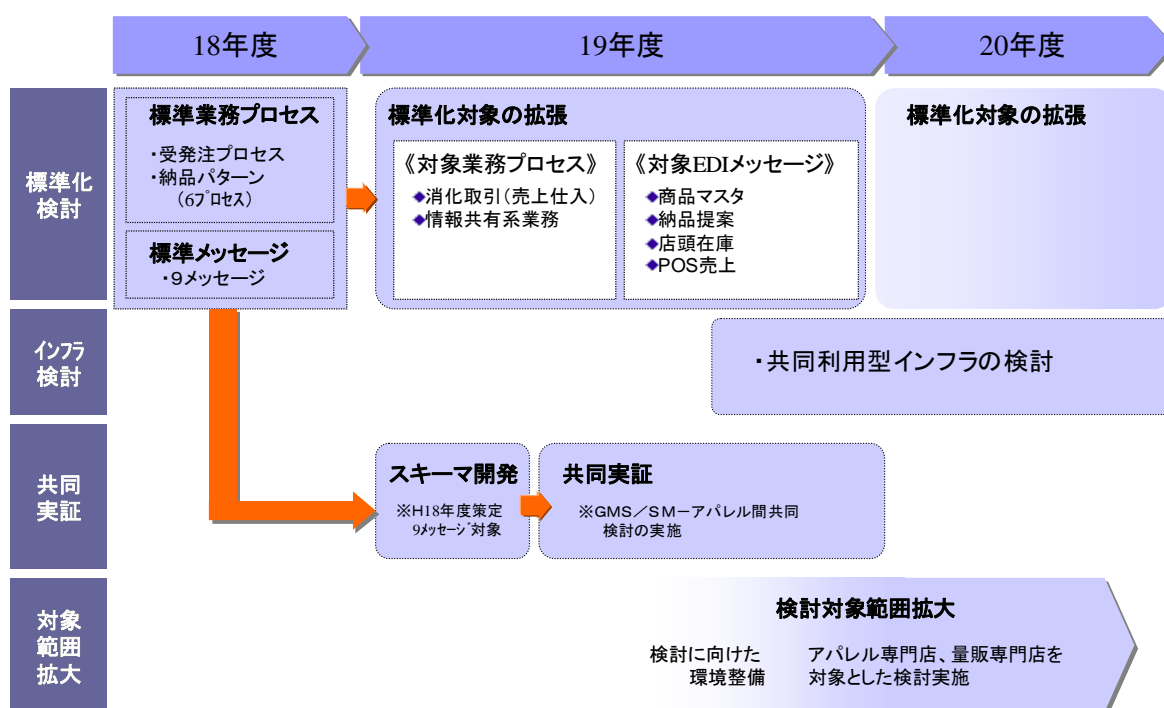 18年度
19年度
20年度
標準化
検討
標準業務プロセス
・受発注プロセス
・納品パターン
(6プロセス)
標準メッセージ
・9メッセージ
標準化対象の拡張
《対象業務プロセス》
◆消化取引(売上仕入)
◆情報共有系業務
《対象EDIメッセージ》
◆商品マスタ
◆納品提案
◆店頭在庫
◆POS売上
標準化対象の拡張
インフラ
検討
・共同利用型インフラの検討
共同
実証
スキーマ開発
※H18年度策定
9メッセージ対象
共同実証
※GMS/SM-アパレル間共同
検討の実施
対象
範囲
拡大
検討対象範囲拡大
検討に向けた
環境整備
アパレル専門店、量販専門店を
対象とした検討実施